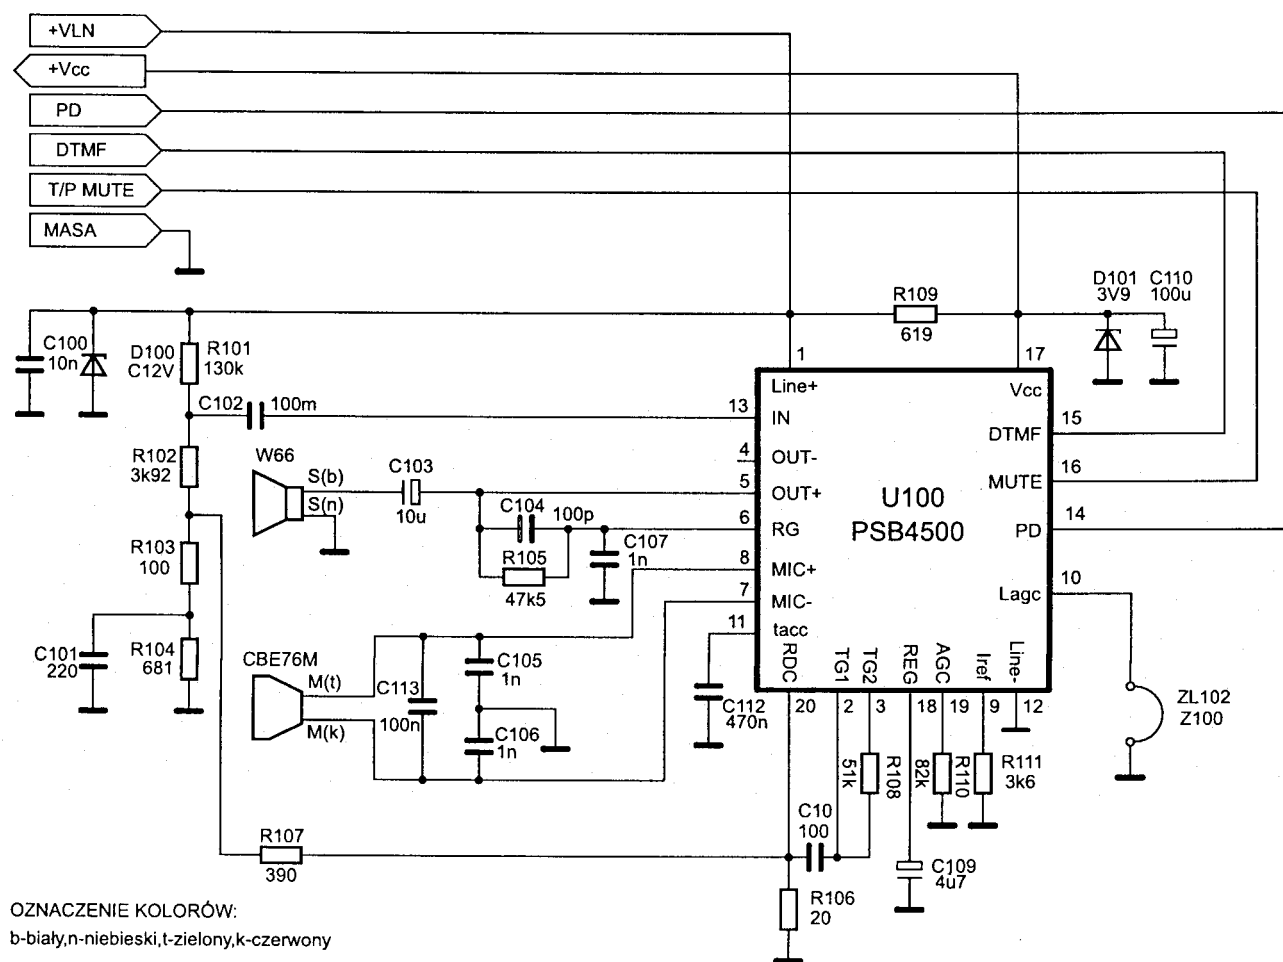 +VLN
+Vcc
PD
DTMF
T/P MUTE
MASA
C100
10n
D100
C12V
R101
130k
C102
100m
R109
619
D101
3V9
C110
100u
1
17
Line+
Vcc
13
IN
15
DTMF
4
OUT-
R102
3k92
W66
S(b)
S(n)
C103
10u
5
OUT+
16
MUTE
U100
PSB4500
C104
100p
6
RG
14
PD
R103
100
R105
47k5
C107
1n
8
MIC+
7
MIC-
10
Lagc
11
tacc
C101
220
R104
681
CBE76M
M(t)
M(k)
C113
100n
C105
1n
C106
1n
C112
470n
RDC
TG1
TG2
REG
AGC
Iref
Line-
20
2
3
18
19
9
12
ZL102
Z100
51k
R108
82k
R110
R111
3k6
C10
100
R107
390
C109
4u7
R106
20
OZNACZENIE KOLORÓW:
b-biały,n-niebieski,t-zielony,k-czerwony